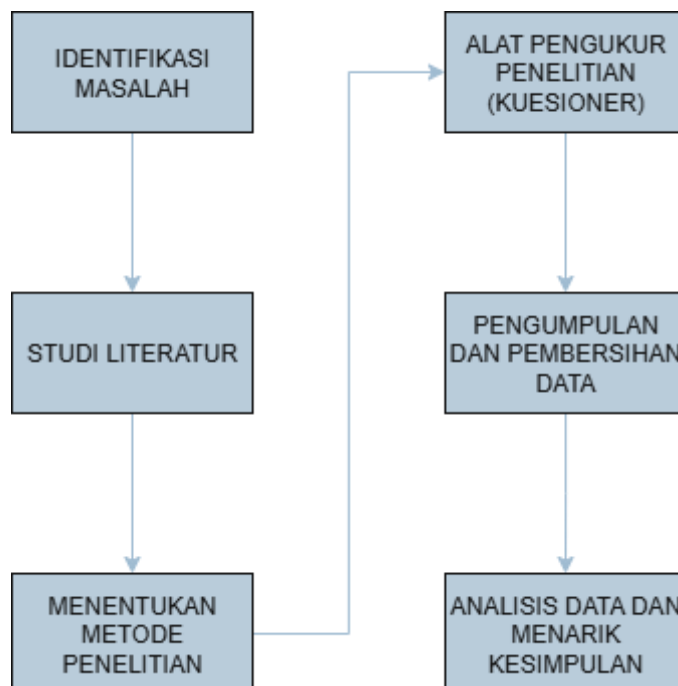 IDENTIFIKASI
MASALAH
STUDI LITERATUR
MENENTUKAN
METODE
PENELITIAN
ALAT PENGUKUR
PENELITIAN
(KUESIONER)
PENGUMPULAN
DAN PEMBERSIHAN
DATA
ANALISIS DATA DAN
MENARIK
KESIMPULAN